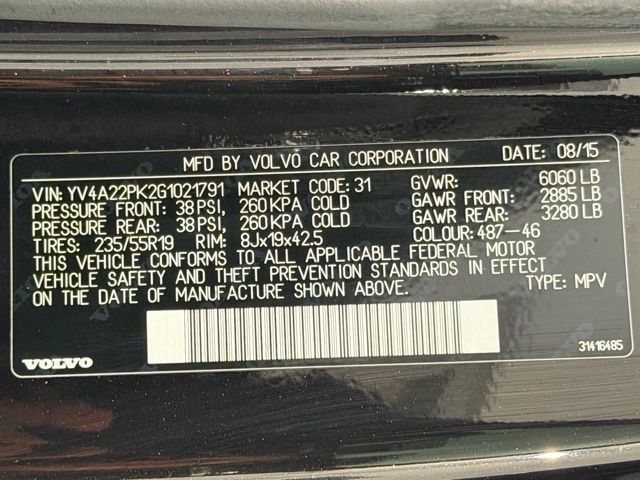 MFD BY VOLVO CAR CORPORATION DATE: 08/15
VIN: YV4A22PK2G1021791 MARKET CODE: 31 GVWR: 6060 LB
PRESSURE FRONT: 38 PSI, 260 KPA COLD GAWR FRONT: 2885 LB
PRESSURE REAR: 38 PSI, 260 KPA COLD GAWR REAR: 3280 LB
TIRES: 235/55R19 RIM: 8Jx19x42.5 COLOUR: 487-46
THIS VEHICLE CONFORMS TO ALL APPLICABLE FEDERAL MOTOR
VEHICLE SAFETY AND THEFT PREVENTION STANDARDS IN EFFECT
ON THE DATE OF MANUFACTURE SHOWN ABOVE. TYPE: MPV
VOLVO 31416485